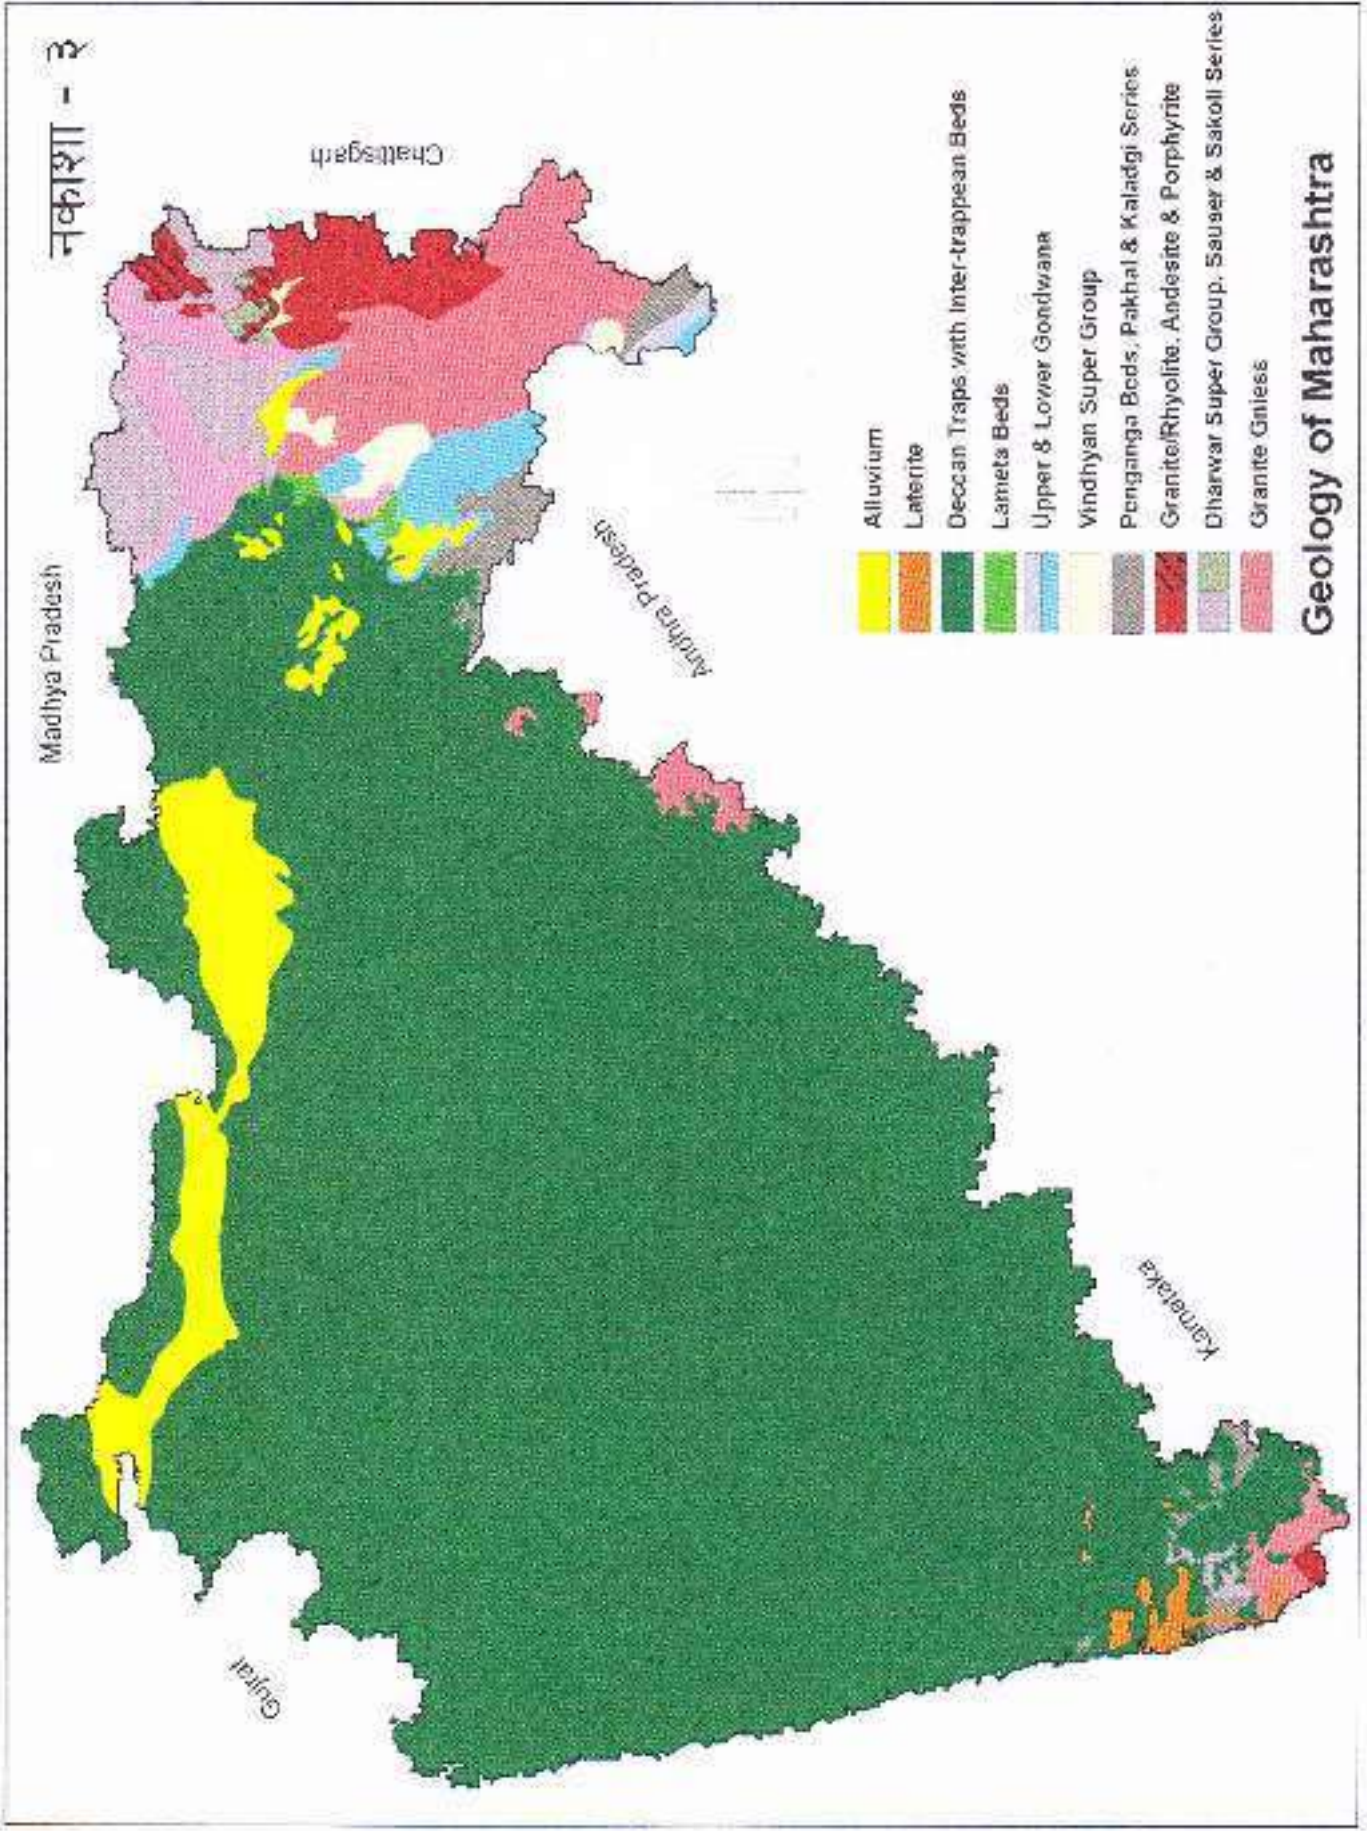 नकाशा - ३
Madhya Pradesh
Chattisgarh
Andhra Pradesh
Gujrat
Karnetaka
Alluvium
Laterite
Deccan Traps with Inter-trappean Beds
Lameta Beds
Upper & Lower Gondwana
Vindhyan Super Group
Penganga Beds, Pakhal & Kaladgi Series
Granite/Rhyolite, Andesite & Porphyrite
Dharwar Super Group, Sauser & Sakoli Series
Granite Gniess
Geology of Maharashtra